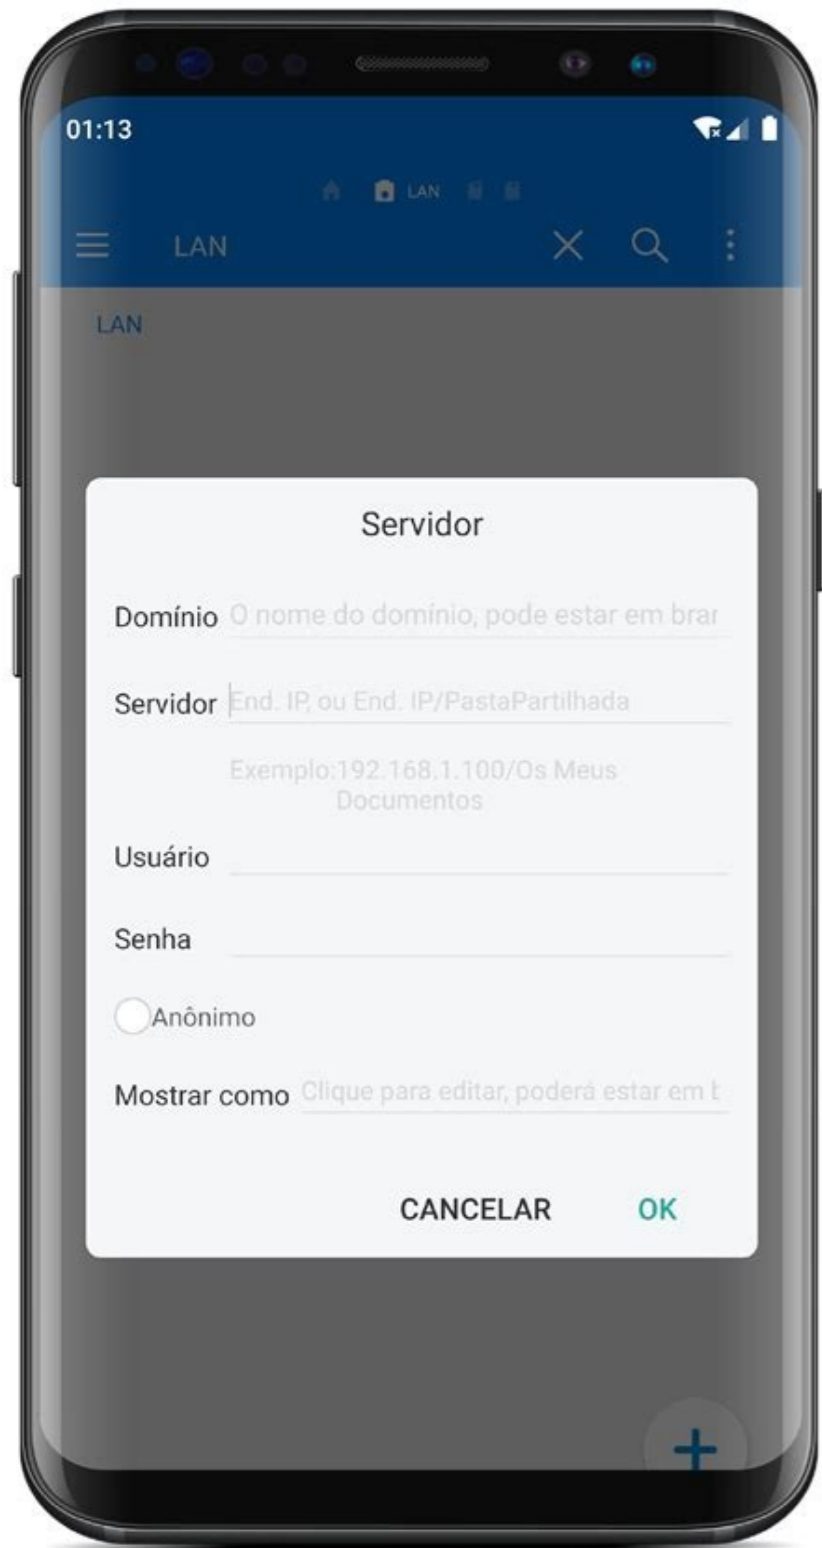 01:13
LAN
LAN
LAN
Servidor
Domínio O nome do domínio, pode estar em brar
Servidor End. IP, ou End. IP/PastaPartilhada
Exemplo:192.168.1.100/Os Meus
Documentos
Usuário
Senha
Anônimo
Mostrar como Clique para editar, poderá estar em b
CANCELAR OK